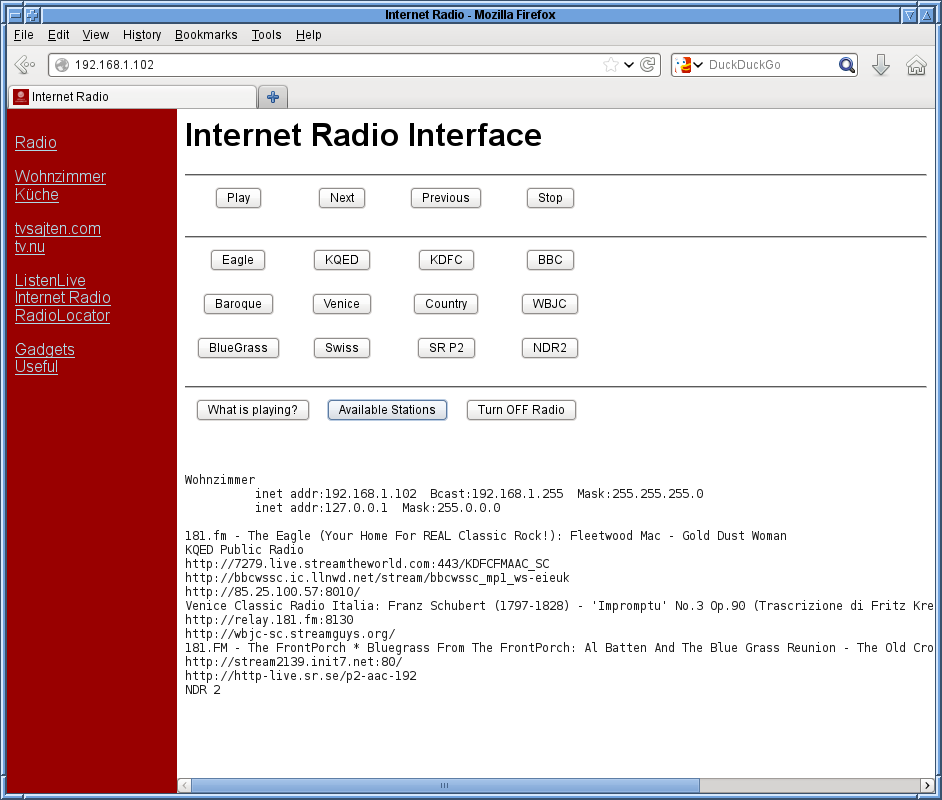 Internet Radio - Mozilla Firefox
File Edit View History Bookmarks Tools Help
192.168.1.102 DuckDuckGo
Internet Radio
Radio
Wohnzimmer
Küche
tvsajten.com
tv.nu
ListenLive
Internet Radio
RadioLocator
Gadgets
Useful
Internet Radio Interface
Play Next Previous Stop
Eagle KQED KDFC BBC
Baroque Venice Country WBJC
BlueGrass Swiss SR P2 NDR2
What is playing? Available Stations Turn OFF Radio
Wohnzimmer
inet addr:192.168.1.102 Bcast:192.168.1.255 Mask:255.255.255.0
inet addr:127.0.0.1 Mask:255.0.0.0
181.fm - The Eagle (Your Home For REAL Classic Rock!): Fleetwood Mac - Gold Dust Woman
KQED Public Radio
http://7279.live.streamtheworld.com:443/KDFCFMAAC_SC
http://bbcwssc.ic.llnwd.net/stream/bbcwssc_mp1_ws-eieuk
http://85.25.100.57:8010/
Venice Classic Radio Italia: Franz Schubert (1797-1828) - 'Impromptu' No.3 Op.90 (Trascrizione di Fritz Kre
http://relay.181.fm:8130
http://wbjc-sc.streamguys.org/
181.FM - The FrontPorch * Bluegrass From The FrontPorch: Al Batten And The Blue Grass Reunion - The Old Cro
http://stream2139.init7.net:80/
http://http-live.sr.se/p2-aac-192
NDR 2